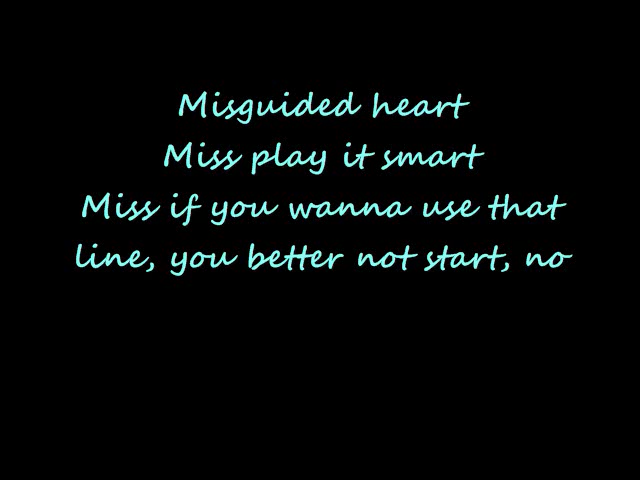 Misguided heart
Miss play it smart
Miss if you wanna use that
line, you better not start, no